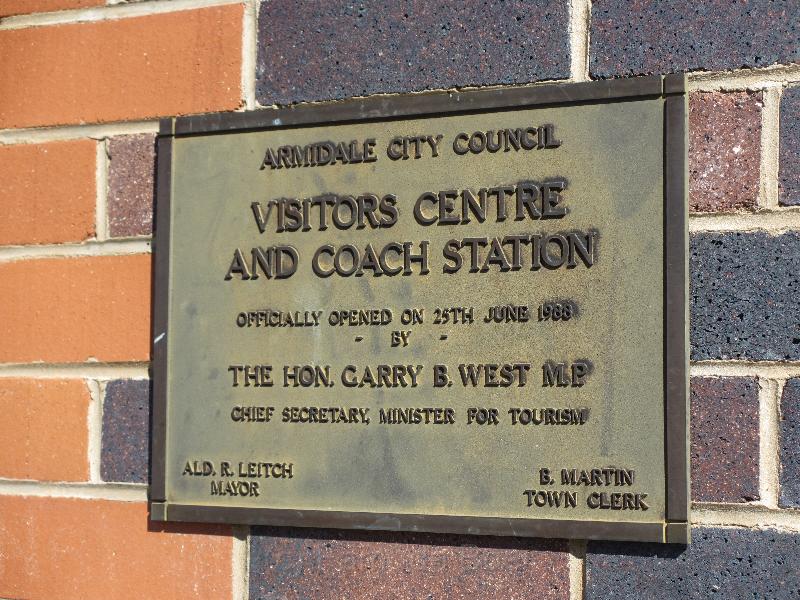 ARMIDALE CITY COUNCIL
VISITORS CENTRE
AND COACH STATION
OFFICIALLY OPENED ON 25TH JUNE 1988
- BY -
THE HON. GARRY B. WEST M.P.
CHIEF SECRETARY, MINISTER FOR TOURISM
ALD. R. LEITCH
MAYOR
B. MARTIN
TOWN CLERK